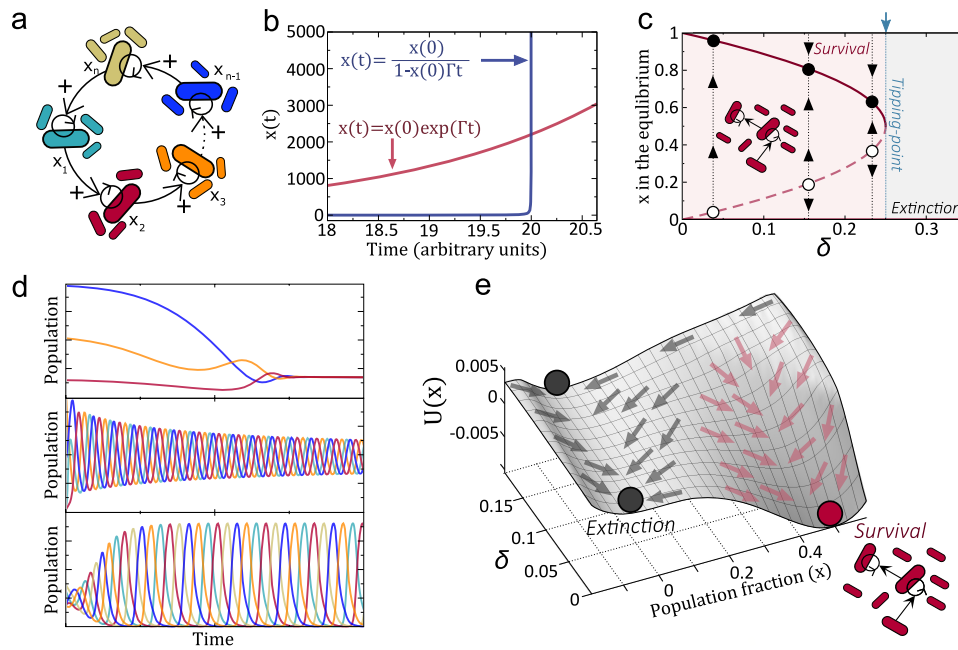 a
x_n
x_{n-1}
x_1
x_2
x_3
+
+
+
+
+
b
x(t)
5000
4000
3000
2000
1000
0
x(t)= x(0) / 1-x(0)Γt
x(t)=x(0)exp(Γt)
18 18.5 19 19.5 20 20.5
Time (arbitrary units)
c
x in the equilibrium
1
0.8
0.6
0.4
0.2
0
Survival
Tipping-point
Extinction
0 0.1 0.2 0.3
δ
d
Population
Population
Population
Time
e
U(x)
0.005
0
-0.005
0.15
0.1
0.05
0
δ
Extinction
0 0.2 0.4
Population fraction (x)
Survival